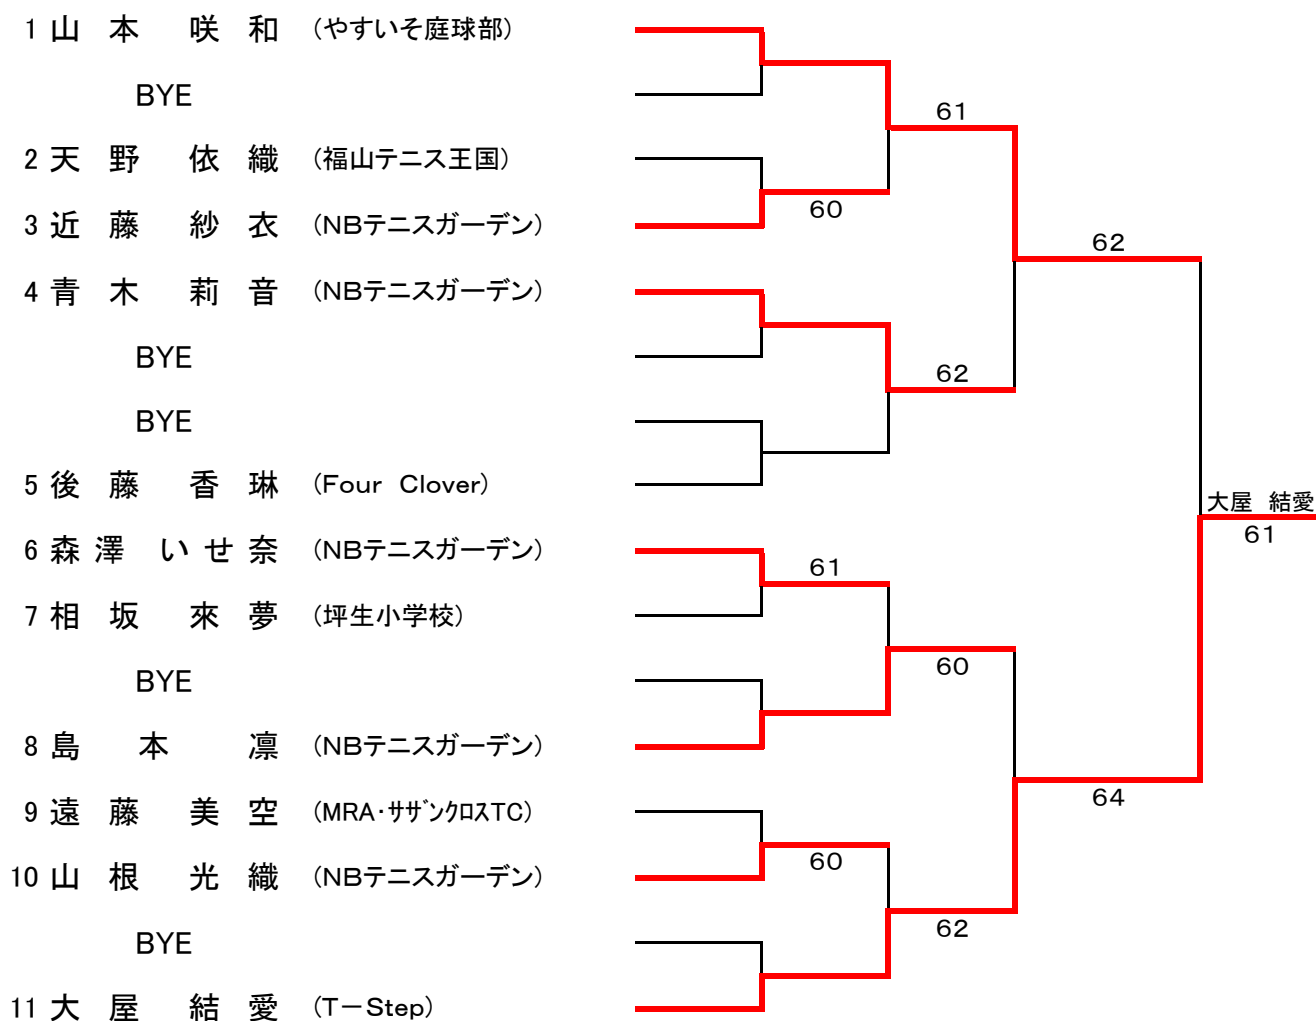 1 山本 咲和 (やすいそ庭球部)
BYE
61
2 天野 依織 (福山テニス王国)
60
3 近藤 紗衣 (NBテニスガーデン)
62
4 青木 莉音 (NBテニスガーデン)
BYE
62
BYE
5 後藤 香琳 (Four Clover)
大屋 結愛
61
6 森澤 いせ奈 (NBテニスガーデン)
61
7 相坂 來夢 (坪生小学校)
60
BYE
8 島本 凛 (NBテニスガーデン)
64
9 遠藤 美空 (MRA・ササ゛ンクロスTC)
60
10 山根 光織 (NBテニスガーデン)
62
BYE
11 大屋 結愛 (T－Step)